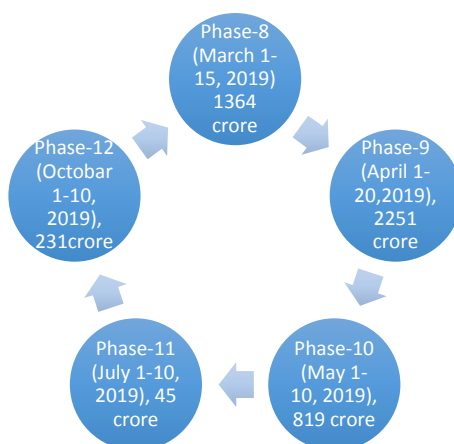 Phase-8
(March 1-
15, 2019)
1364
crore
Phase-9
(April 1-
20,2019),
2251
crore
Phase-10
(May 1-
10, 2019),
819 crore
Phase-11
(July 1-10,
2019), 45
crore
Phase-12
(Octobar
1-10,
2019),
231crore